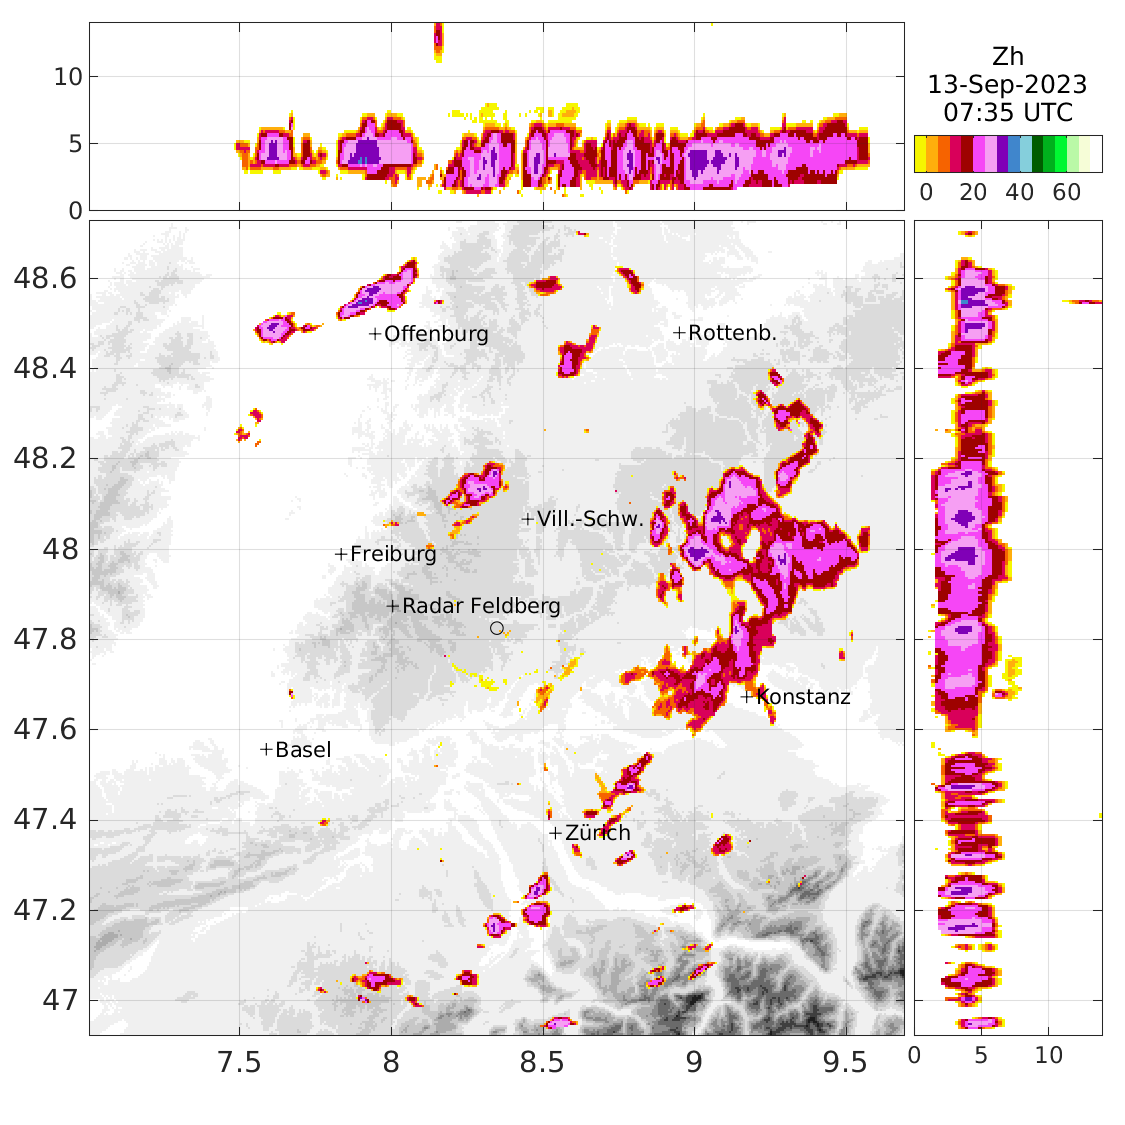 10
5
0
Zh
13-Sep-2023
07:35 UTC
0 20 40 60
48.6
48.4
48.2
48
47.8
47.6
47.4
47.2
47
+Offenburg
+Rottenb.
+Vill.-Schw.
+Freiburg
+Radar Feldberg
+Konstanz
+Basel
+Zürich
7.5 8 8.5 9 9.5
0 5 10